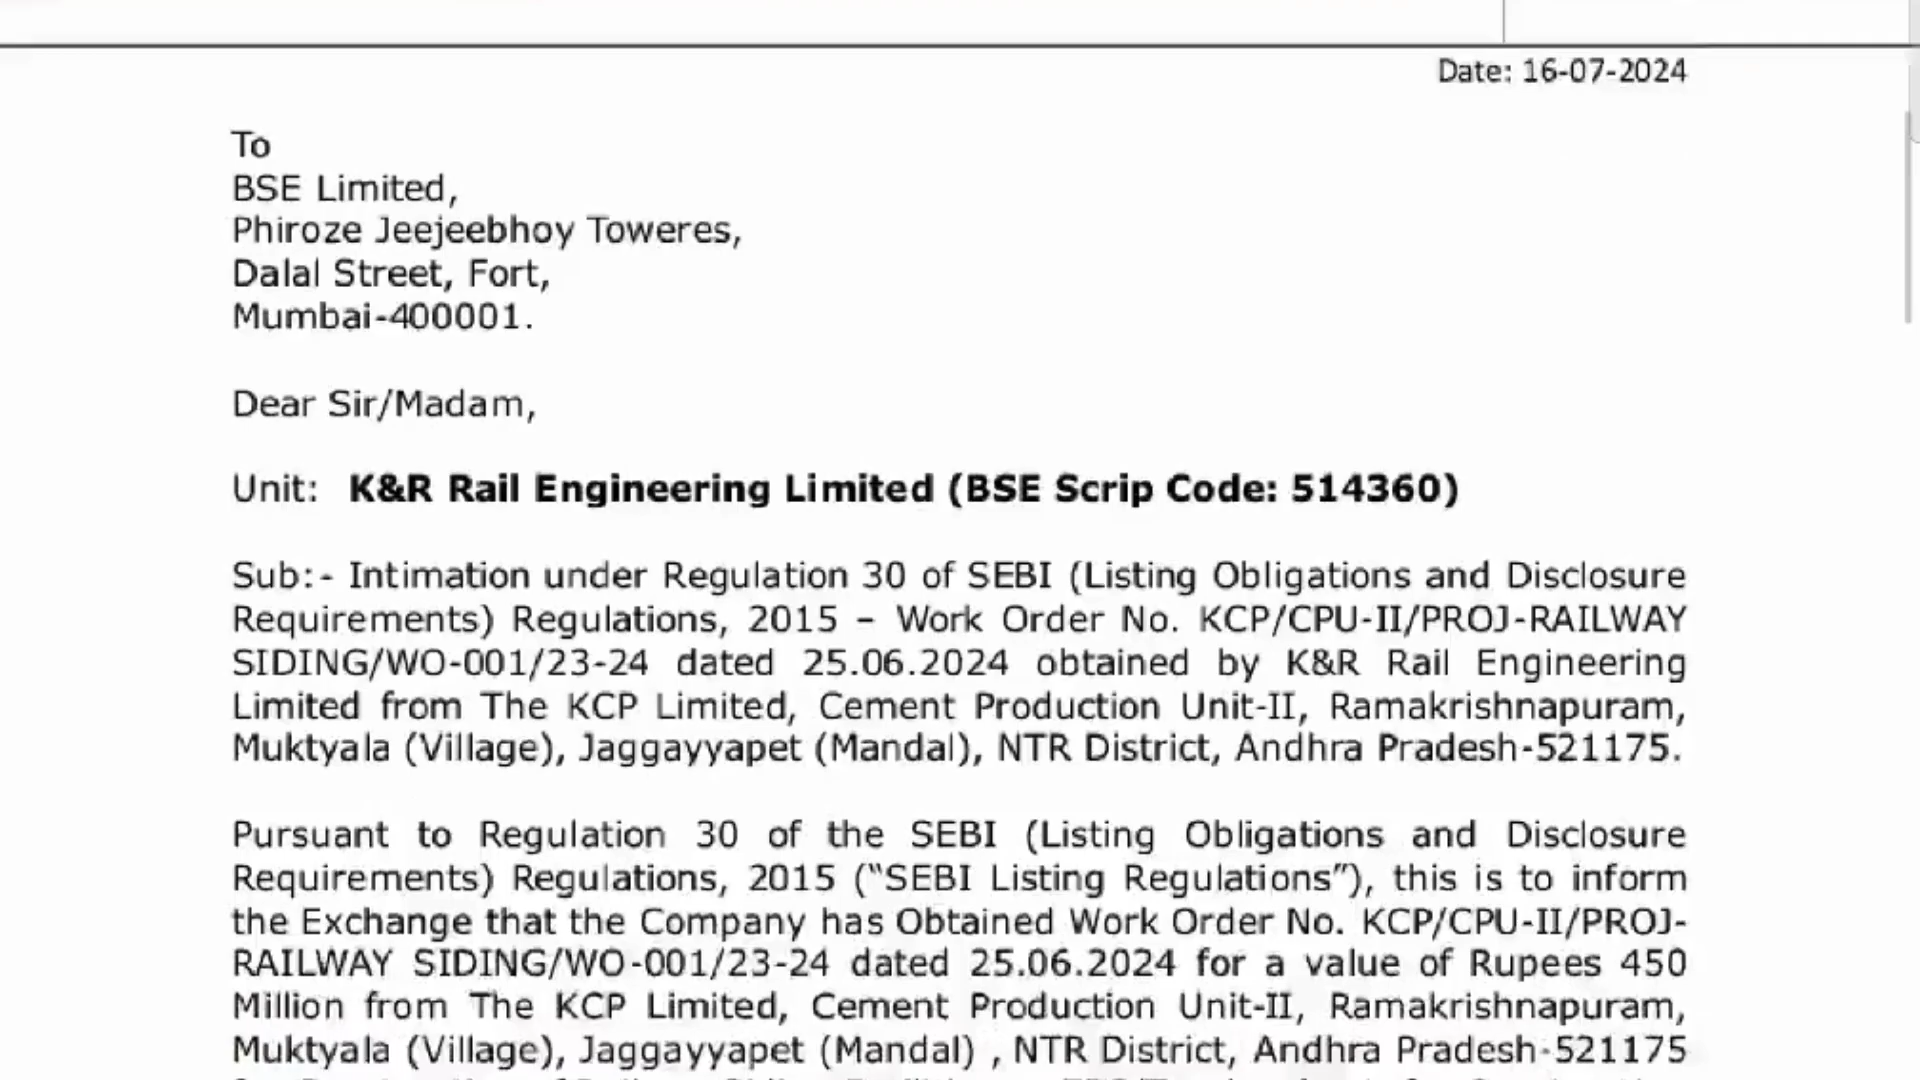 Date: 16-07-2024
To
BSE Limited,
Phiroze Jeejeebhoy Toweres,
Dalal Street, Fort,
Mumbai-400001.
Dear Sir/Madam,
Unit: K&R Rail Engineering Limited (BSE Scrip Code: 514360)
Sub:- Intimation under Regulation 30 of SEBI (Listing Obligations and Disclosure
Requirements) Regulations, 2015 – Work Order No. KCP/CPU-II/PROJ-RAILWAY
SIDING/WO-001/23-24 dated 25.06.2024 obtained by K&R Rail Engineering
Limited from The KCP Limited, Cement Production Unit-II, Ramakrishnapuram,
Muktyala (Village), Jaggayyapet (Mandal), NTR District, Andhra Pradesh-521175.
Pursuant to Regulation 30 of the SEBI (Listing Obligations and Disclosure
Requirements) Regulations, 2015 (“SEBI Listing Regulations”), this is to inform
the Exchange that the Company has Obtained Work Order No. KCP/CPU-II/PROJ-
RAILWAY SIDING/WO-001/23-24 dated 25.06.2024 for a value of Rupees 450
Million from The KCP Limited, Cement Production Unit-II, Ramakrishnapuram,
Muktyala (Village), Jaggayyapet (Mandal) , NTR District, Andhra Pradesh-521175